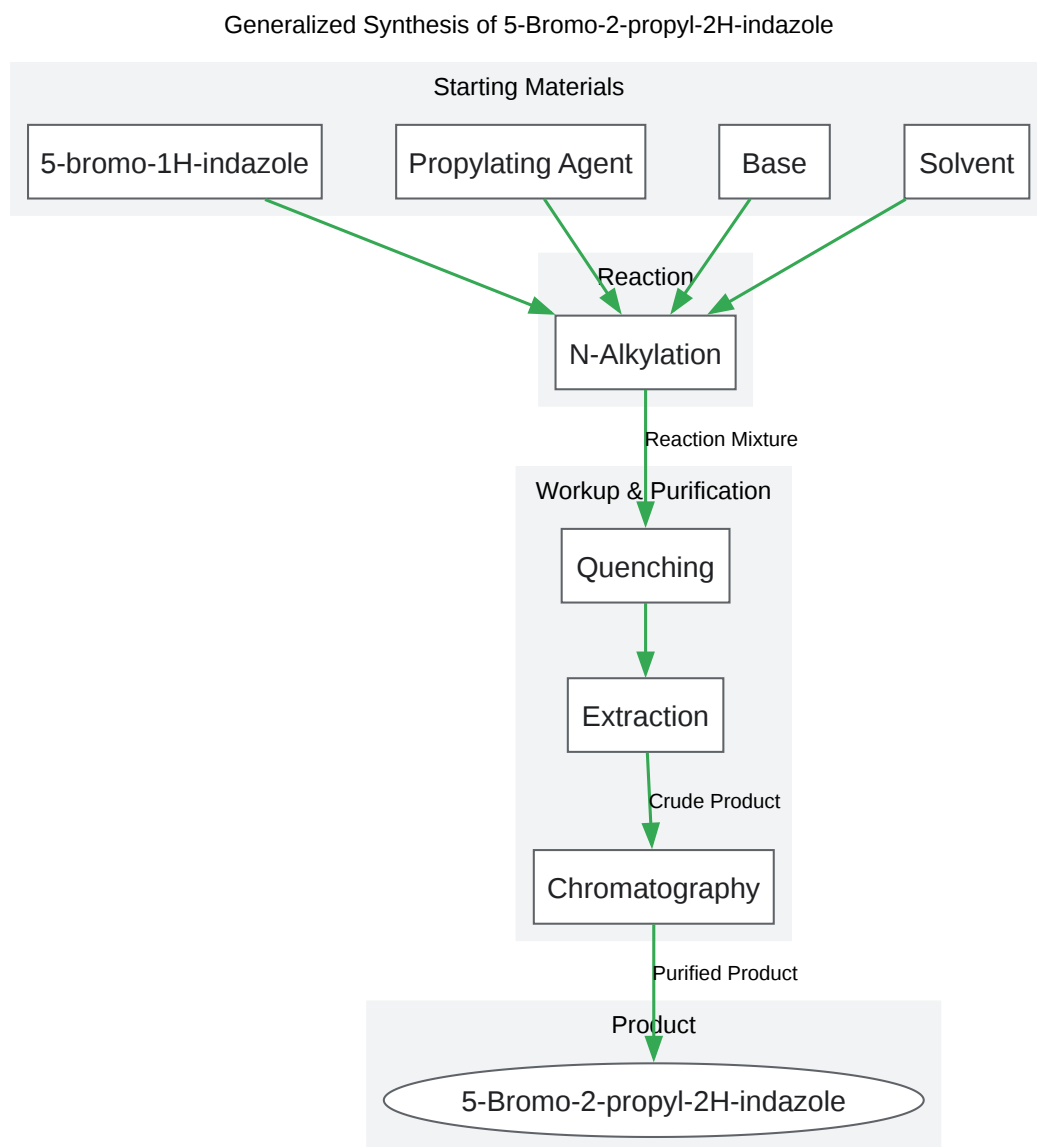 Generalized Synthesis of 5-Bromo-2-propyl-2H-indazole
Starting Materials
5-bromo-1H-indazole
Propylating Agent
Base
Solvent
Reaction
N-Alkylation
Reaction Mixture
Workup & Purification
Quenching
Extraction
Crude Product
Chromatography
Purified Product
Product
5-Bromo-2-propyl-2H-indazole